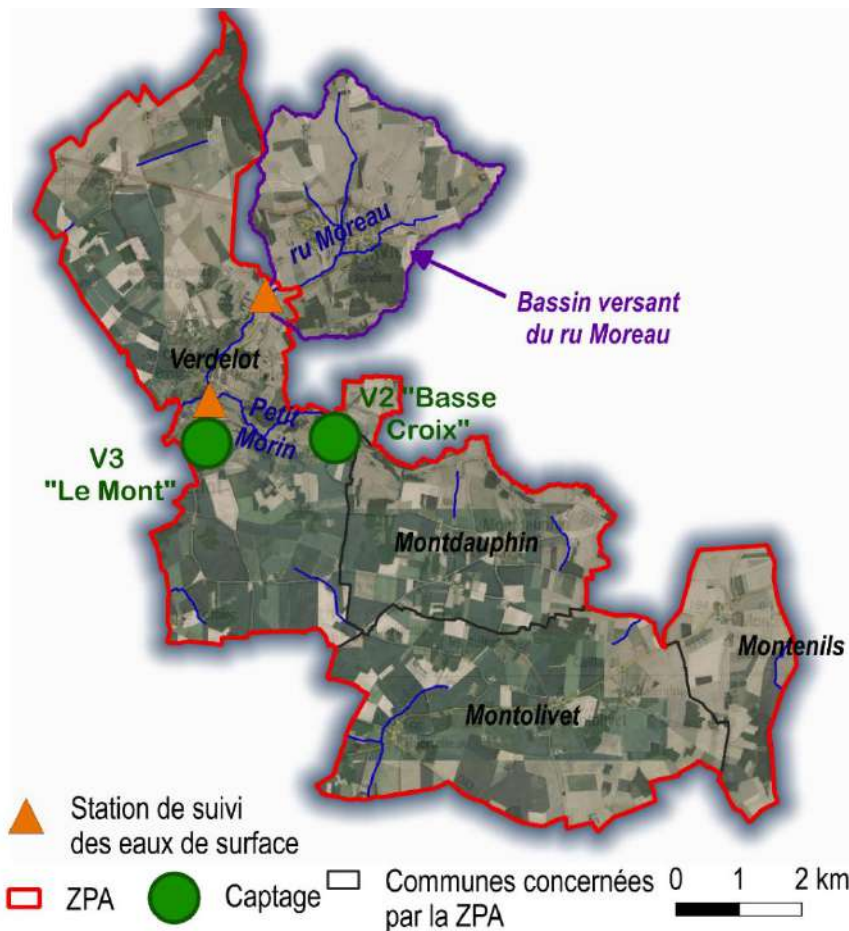 ru Moreau
Bassin versant
du ru Moreau
Verdelot
V2 "Basse
Croix"
Petit
Morin
V3
"Le Mont"
Montdauphin
Montenils
Montolivet
Station de suivi
des eaux de surface
ZPA
Captage
Communes concernées
par la ZPA
0 1 2 km